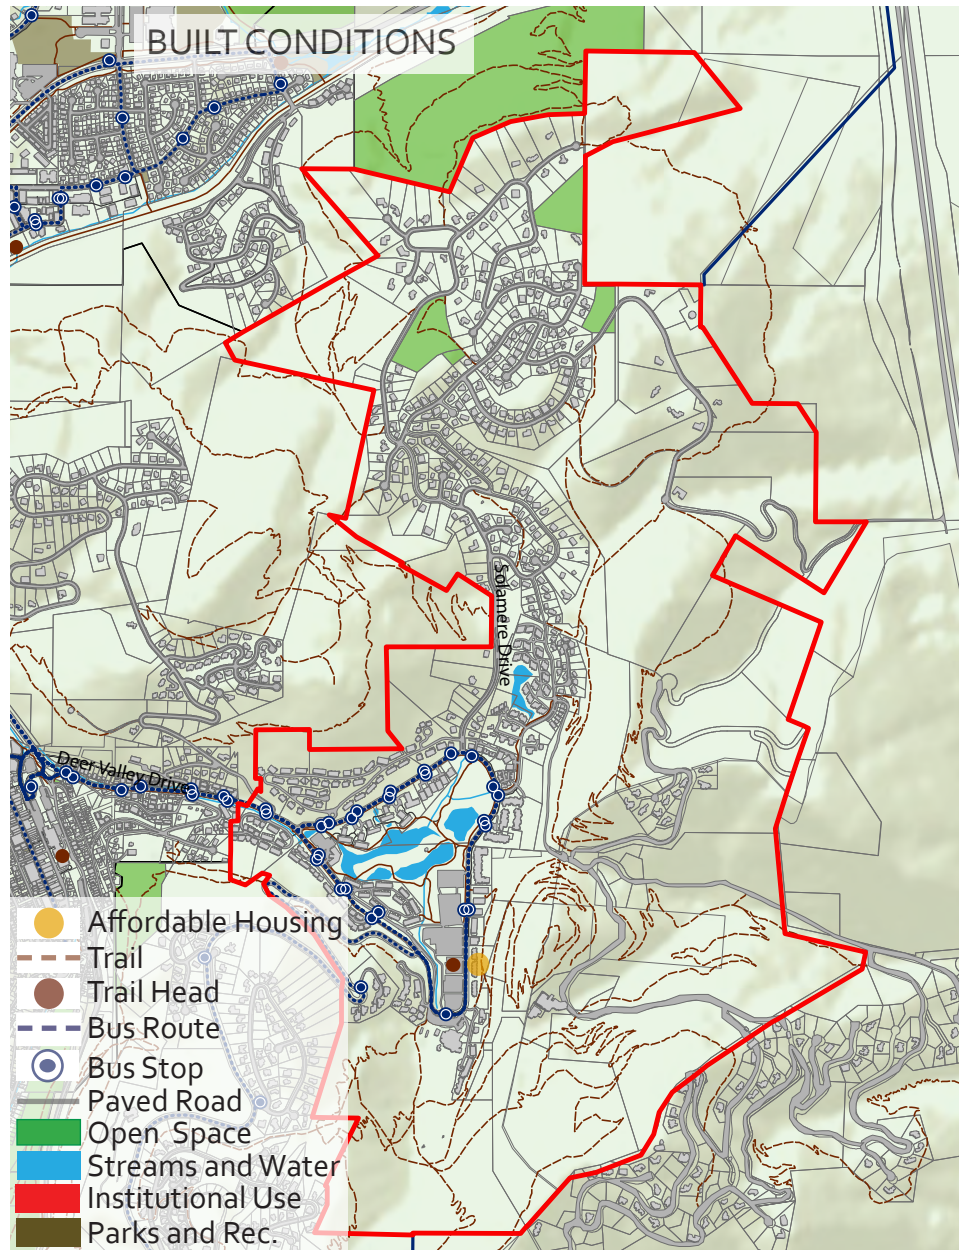 BUILT CONDITIONS
Solamere Drive
Deer Valley Drive
Affordable Housing
Trail
Trail Head
Bus Route
Bus Stop
Paved Road
Open Space
Streams and Water
Institutional Use
Parks and Rec.